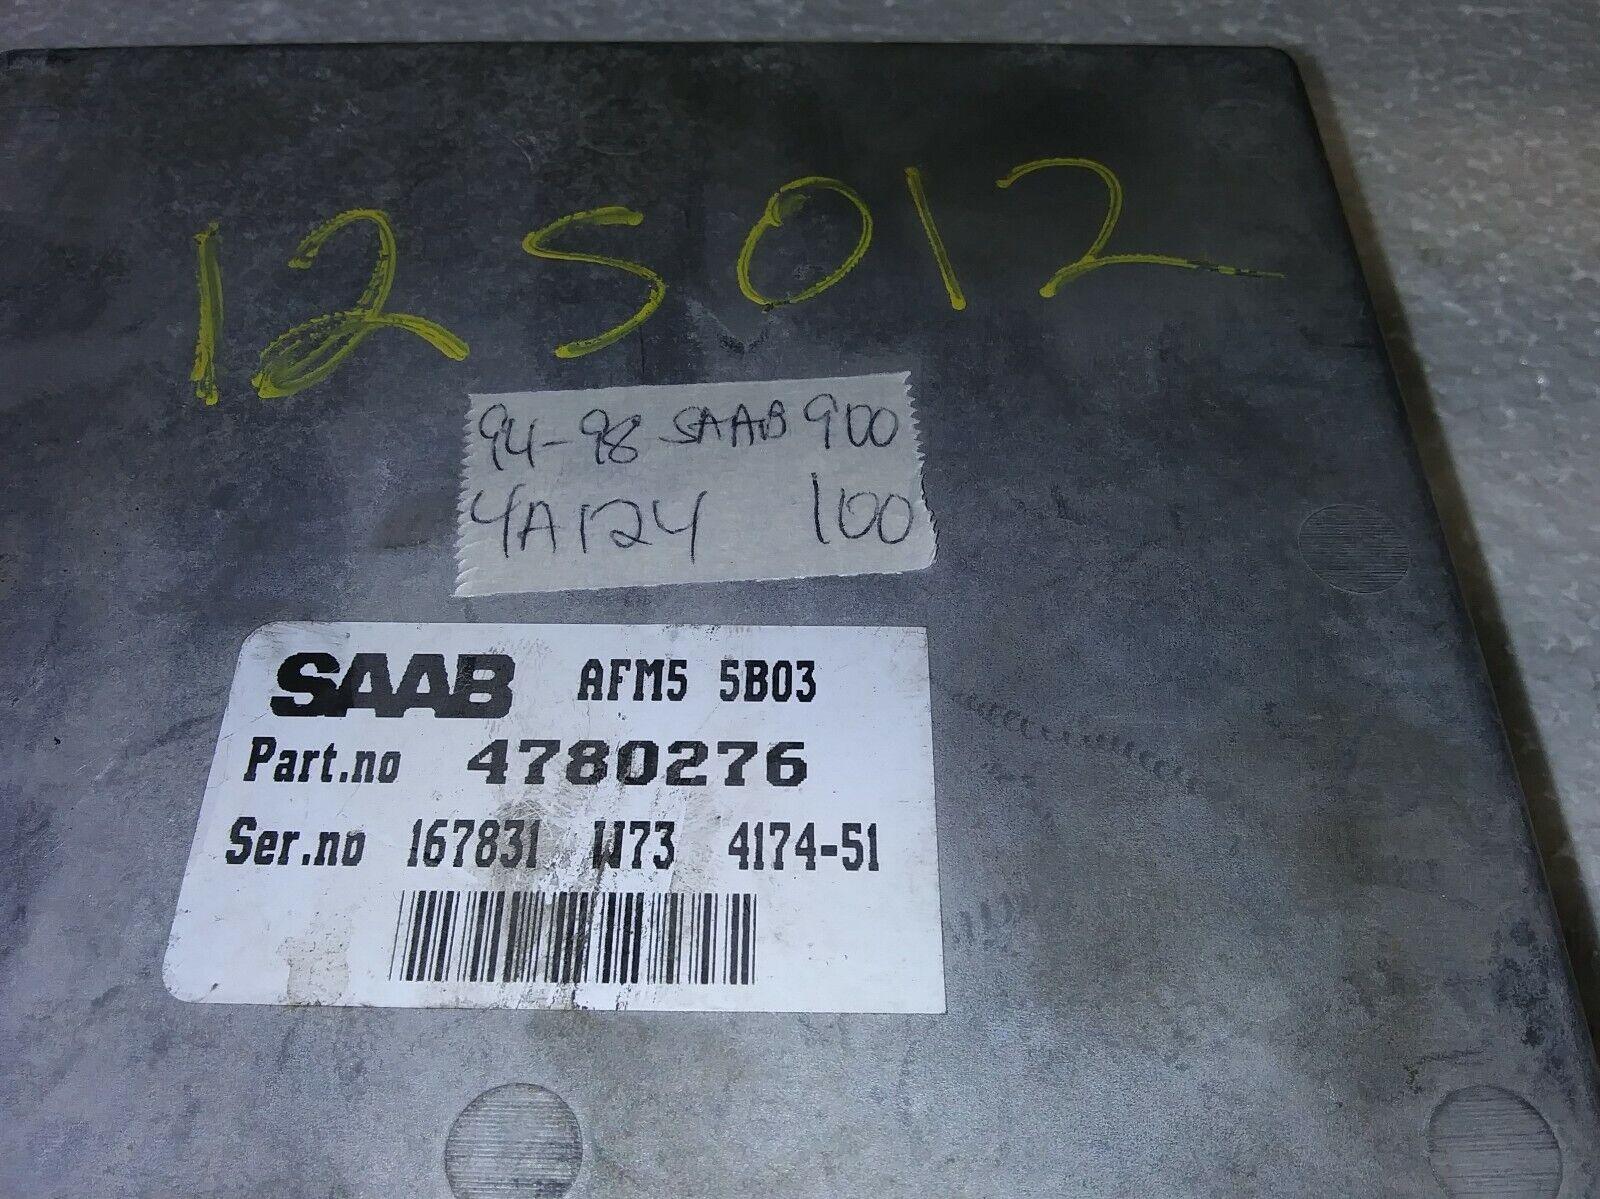 125012
94-98 SAAB 900
4A124 100
SAAB AFM5 5B03
Part.no 4780276
Ser.no 167831 W73 4174-51